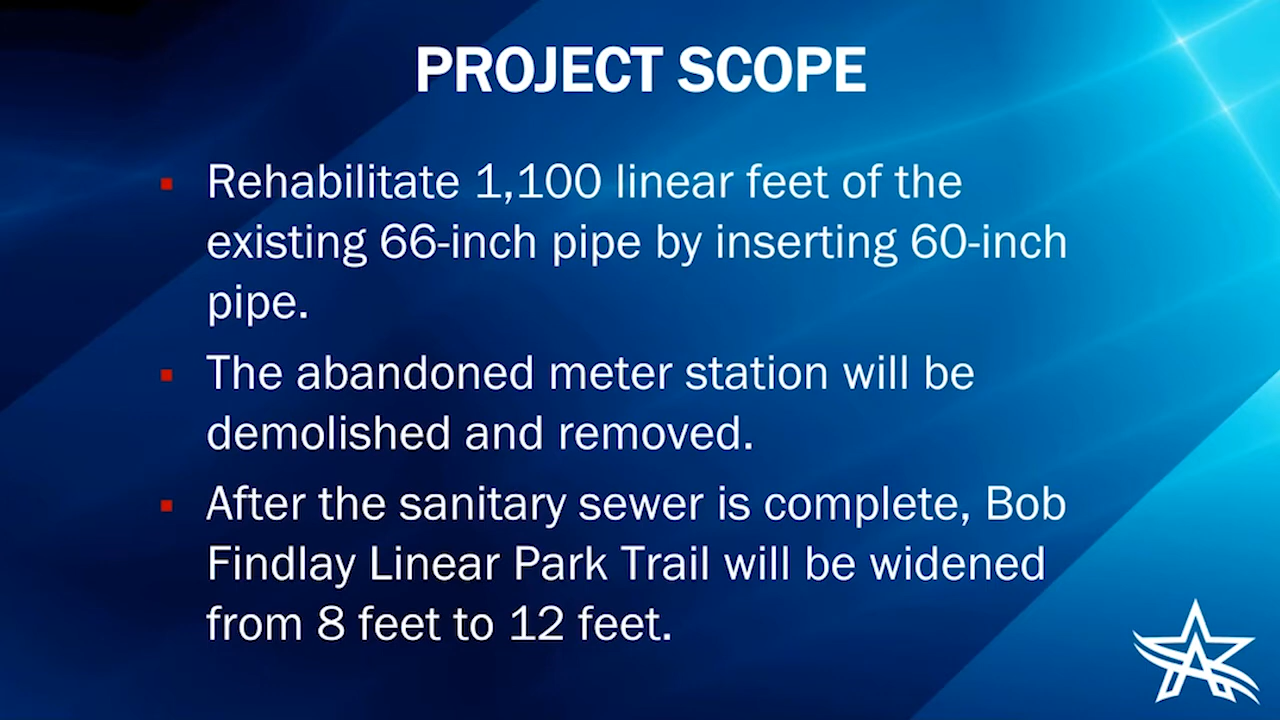 PROJECT SCOPE
Rehabilitate 1,100 linear feet of the
existing 66-inch pipe by inserting 60-inch
pipe.
The abandoned meter station will be
demolished and removed.
After the sanitary sewer is complete, Bob
Findlay Linear Park Trail will be widened
from 8 feet to 12 feet.